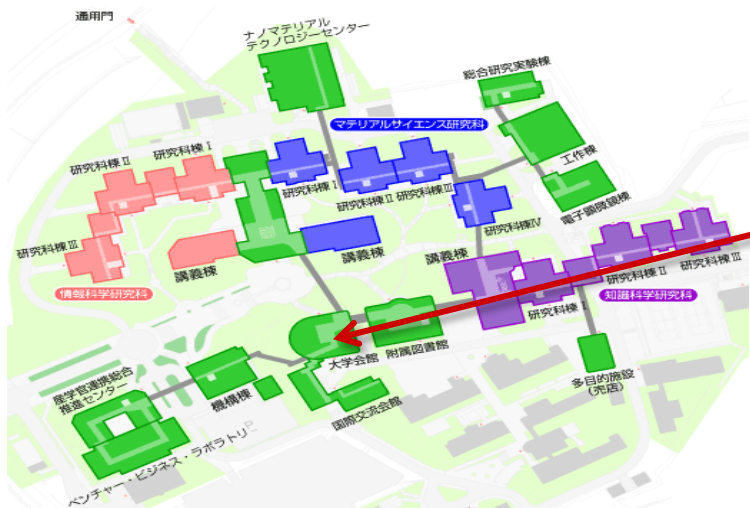 通用門
ナノマテリアル
テクノロジーセンター
総合研究実験棟
マテリアルサイエンス研究科
工作棟
研究科棟Ⅰ
研究科棟Ⅱ
研究科棟Ⅰ
研究科棟Ⅱ
研究科棟Ⅲ
電子顕微鏡棟
研究科棟Ⅳ
研究科棟Ⅲ
講義棟
講義棟
講義棟
研究科棟Ⅱ
研究科棟Ⅲ
情報科学研究科
研究科棟Ⅰ
知識科学研究科
大学会館
附属図書館
多目的施設
(売店)
産学官連携総合
推進センター
機構棟
国際交流会館
ベンチャー・ビジネス・ラボラトリー